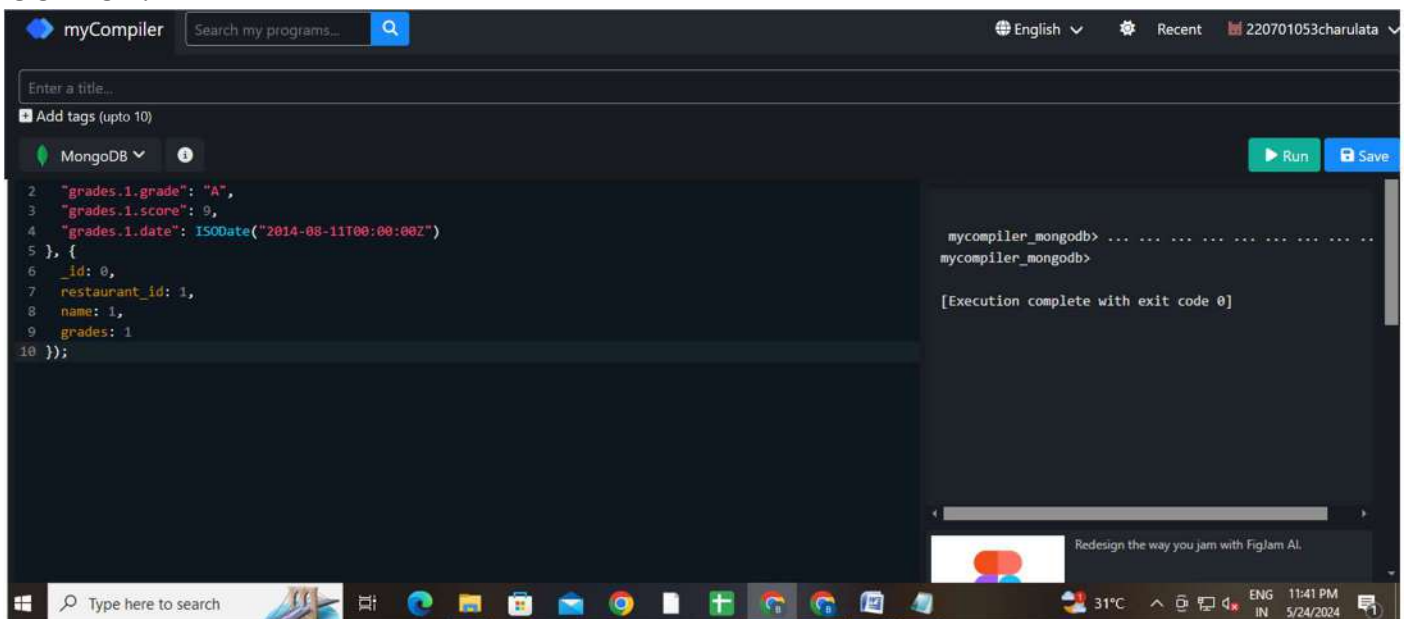 myCompiler
Search my programs...
English
Recent
220701053charulata
Enter a title...
Add tags (upto 10)
MongoDB
Run
Save
2 "grades.1.grade": "A",
3 "grades.1.score": 9,
4 "grades.1.date": ISODate("2014-08-11T00:00:00Z")
5 }, {
6 _id: 0,
7 restaurant_id: 1,
8 name: 1,
9 grades: 1
10 });
mycompiler_mongodb> ... ... ... ... ... ... ... ... ..
mycompiler_mongodb>
[Execution complete with exit code 0]
Redesign the way you jam with FigJam AI.
Type here to search
31°C
ENG
IN
11:41 PM
5/24/2024